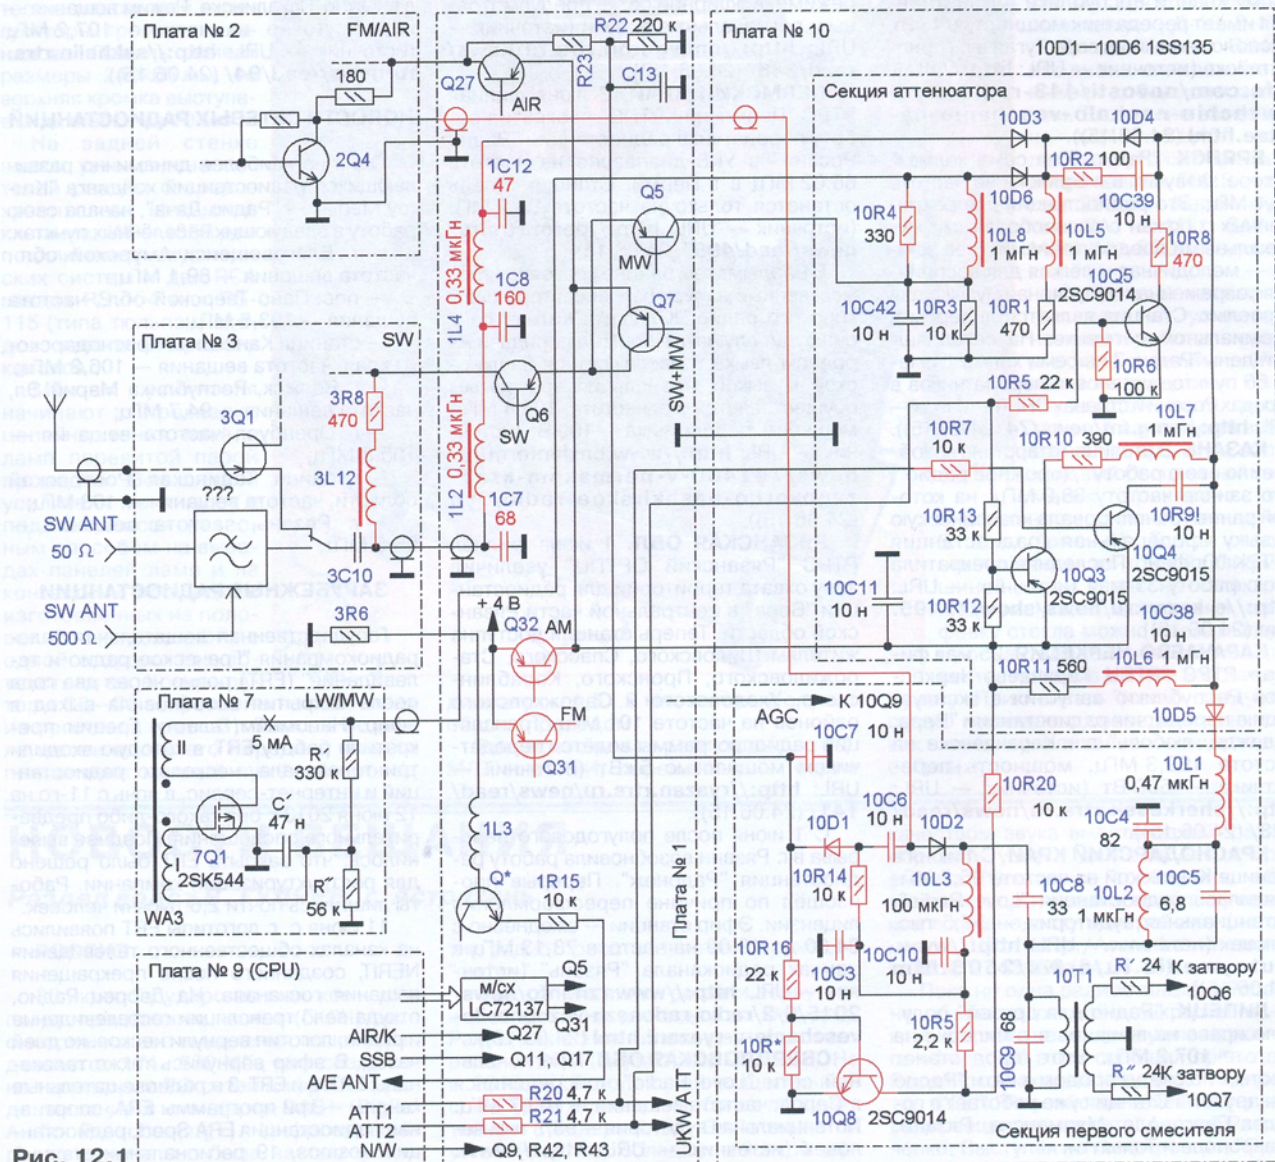 Плата № 2
FM/AIR
180
2Q4
R22
220 к
R23
C13
Q27
AIR
Плата № 10
10D1—10D6 1SS135
Секция аттенюатора
10D3
10D4
10R2
100
10D6
10C39
10 н
10R4
330
10L3
1 мГн
10L5
1 мГн
470
10Q5
2SC9014
10C42
10 н
10R3
10 к
10R1
470
10R6
10R5
22 к
1C12
47
1L4
0,33 мкГн
1C8
160
Q5
MW
Q7
SW-MW
Q6
SW
1L2
0,33 мкГн
1C7
68
Плата № 3
SW
3Q1
???
3R8
470
3L12
3C10
3R6
SW ANT
50 Ω
SW ANT
500 Ω
10R7
10 к
10R10
390
10L7
1 мГн
10R9!
10R13
33 к
10Q4
2SC9015
10Q3
2SC9015
10R12
33 к
10C38
10 н
10C11
10 н
10R11
560
10L6
1 мГн
+4 В
Q32
AM
FM
Q31
AGC
К 10Q9
Плата № 7
LW/MW
Σ МА
R′
330 к
C*
47 н
7Q1
2SK544
R″
56 к
WA3
1L3
Q*
1R15
10 к
Плата № 1
10C7
10 н
10D1
10C6
10 н
10D2
10R14
10 к
10L3
100 мкГн
10R16
22 к
10C3
10 н
10C10
10R*
10 к
10R5
2,2 к
10Q8
2SC9014
10R20
10 к
10D5
10L1
0,47 мкГн
10C4
82
10C8
10L2
1 мкГн
10C5
6,8
10T1
10C9
68
R′
24
К затвору
10Q6
R″
24
К затвору
10Q7
Секция первого смесителя
Плата № 9 (CPU)
м/сх
LC72137
Q5
Q31
AIR
Q27
SSB
Q11, Q17
A/E ANT
ATT1
R20
4,7 к
R21
4,7 к
ATT2
N/W
Q9, R42, R43
UKV/A
Рис. 12.1